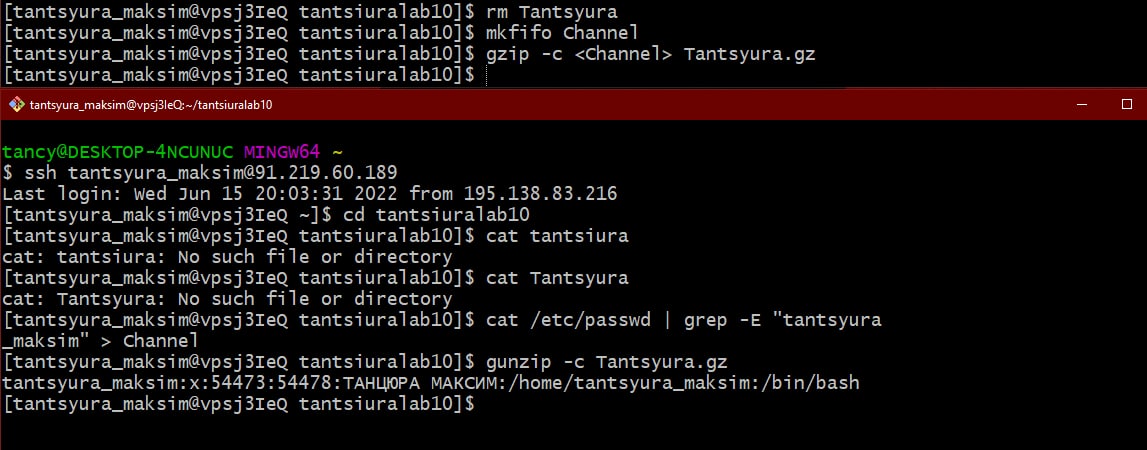 [tantsyura_maksim@vpsj3IeQ tantsiuralab10]$ rm Tantsyura
[tantsyura_maksim@vpsj3IeQ tantsiuralab10]$ mkfifo Channel
[tantsyura_maksim@vpsj3IeQ tantsiuralab10]$ gzip -c <Channel> Tantsyura.gz
[tantsyura_maksim@vpsj3IeQ tantsiuralab10]$
tantsyura_maksim@vpsj3IeQ:~/tantsiuralab10
tancy@DESKTOP-4NCUNUC MINGW64 ~
$ ssh tantsyura_maksim@91.219.60.189
Last login: Wed Jun 15 20:03:31 2022 from 195.138.83.216
[tantsyura_maksim@vpsj3IeQ ~]$ cd tantsiuralab10
[tantsyura_maksim@vpsj3IeQ tantsiuralab10]$ cat tantsiura
cat: tantsiura: No such file or directory
[tantsyura_maksim@vpsj3IeQ tantsiuralab10]$ cat Tantsyura
cat: Tantsyura: No such file or directory
[tantsyura_maksim@vpsj3IeQ tantsiuralab10]$ cat /etc/passwd | grep -E "tantsyura
_maksim" > Channel
[tantsyura_maksim@vpsj3IeQ tantsiuralab10]$ gunzip -c Tantsyura.gz
tantsyura_maksim:x:54473:54478:ТАНЦЮРА МАКСИМ:/home/tantsyura_maksim:/bin/bash
[tantsyura_maksim@vpsj3IeQ tantsiuralab10]$